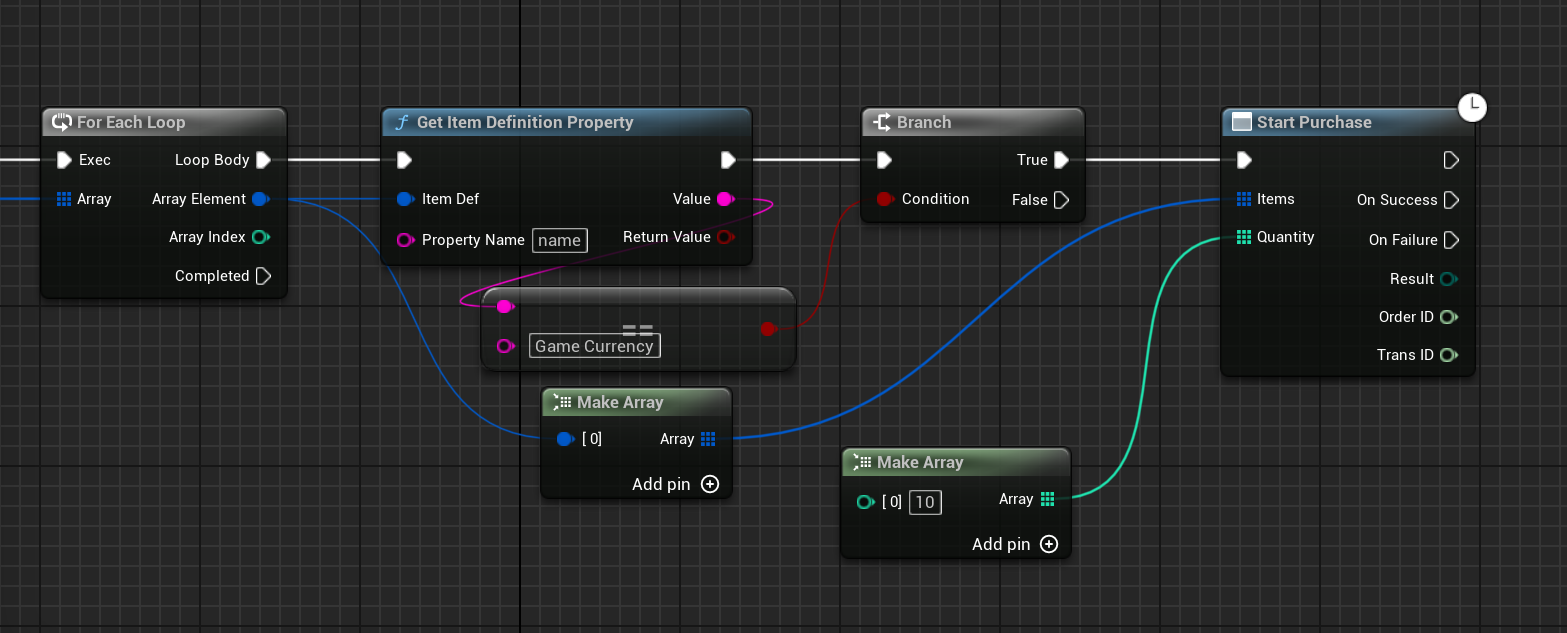 For Each Loop
Exec
Loop Body
Array
Array Element
Array Index
Completed
Get Item Definition Property
Item Def
Value
Property Name
name
Return Value
==
Game Currency
Make Array
[ 0]
Array
Add pin
Branch
True
Condition
False
Make Array
[ 0]
10
Array
Add pin
Start Purchase
Items
On Success
Quantity
On Failure
Result
Order ID
Trans ID